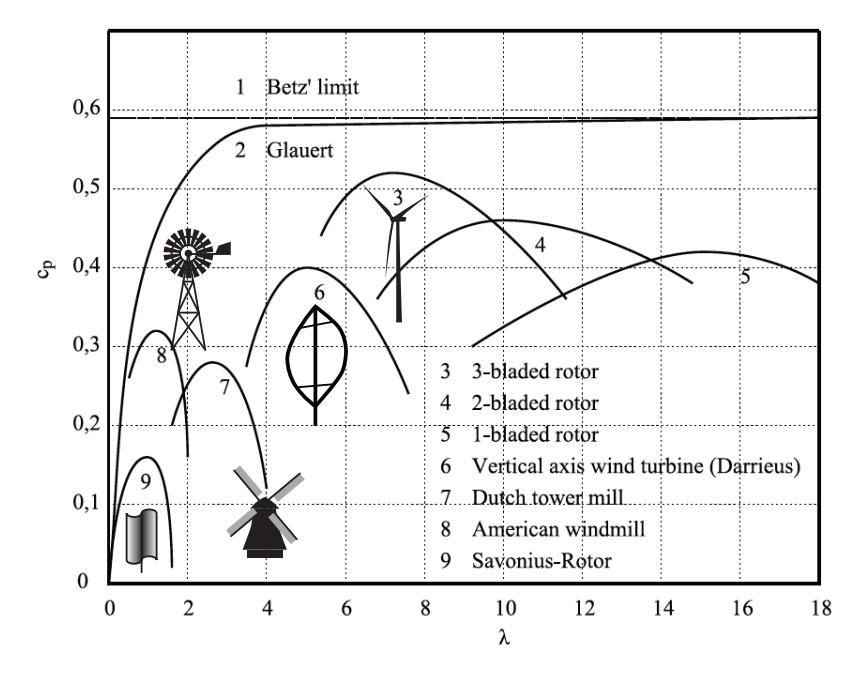 1 Betz' limit
0,6
2 Glauert
0,5
3
4
0,4
5
cp
6
0,3
8
7
3 3-bladed rotor
4 2-bladed rotor
0,2
5 1-bladed rotor
6 Vertical axis wind turbine (Darrieus)
9
7 Dutch tower mill
0,1
8 American windmill
9 Savonius-Rotor
0
0 2 4 6 8 10 12 14 16 18
λ